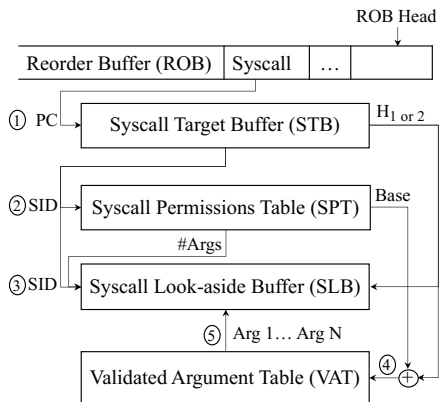 ROB Head
Reorder Buffer (ROB) Syscall …
1 PC
Syscall Target Buffer (STB)
H1 or 2
2 SID
Syscall Permissions Table (SPT)
Base
#Args
3 SID
Syscall Look-aside Buffer (SLB)
5 Arg 1… Arg N
4
Validated Argument Table (VAT)
+